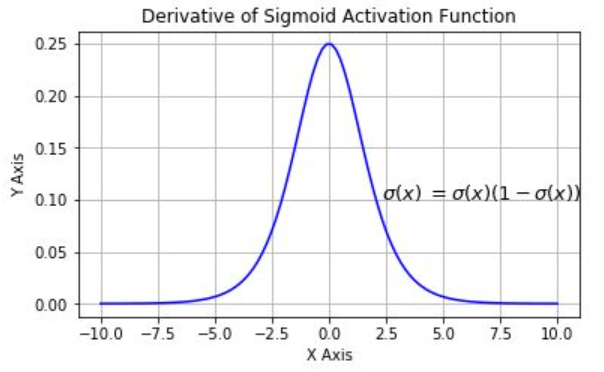 Derivative of Sigmoid Activation Function
0.25
0.20
0.15
0.10
0.05
0.00
Y Axis
σ(x) = σ(x)(1 − σ(x))
−10.0 −7.5 −5.0 −2.5 0.0 2.5 5.0 7.5 10.0
X Axis